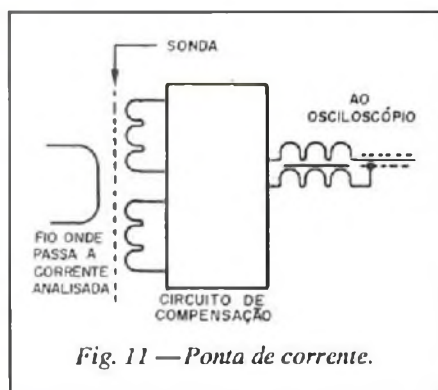 SONDA
AO
OSCILOSCÓPIO
FIO ONDE
PASSA A
CORRENTE
ANALISADA
CIRCUITO DE
COMPENSAÇÃO
Fig. 11 — Ponta de corrente.